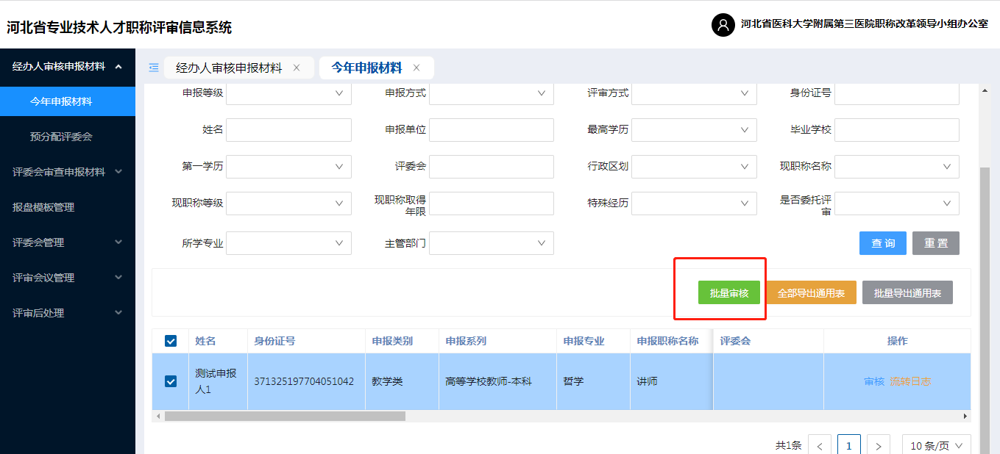 河北省专业技术人才职称评审信息系统
河北省医科大学附属第三医院职称改革领导小组办公室
经办人审核申报材料
今年申报材料
预分配评委会
评委会审查申报材料
报盘模板管理
评委会管理
评审会议管理
评审后处理
经办人审核申报材料 今年申报材料
申报等级 申报方式 评审方式 身份证号
姓名 申报单位 最高学历 毕业学校
第一学历 评委会 行政区划 现职称名称
现职称等级 现职称取得年限 特殊经历 是否委托评审
所学专业 主管部门 查 询 重 置
批量审核 全部导出通用表 批量导出通用表
姓名 身份证号 申报类别 申报系列 申报专业 申报职称名称 评委会 操作
测试申报人1 371325197704051042 教学类 高等学校教师-本科 哲学 讲师 审核 流转日志
共1条 < 1 > 10 条/页